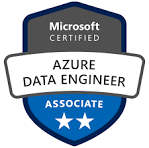 Microsoft
CERTIFIED
AZURE
DATA ENGINEER
ASSOCIATE